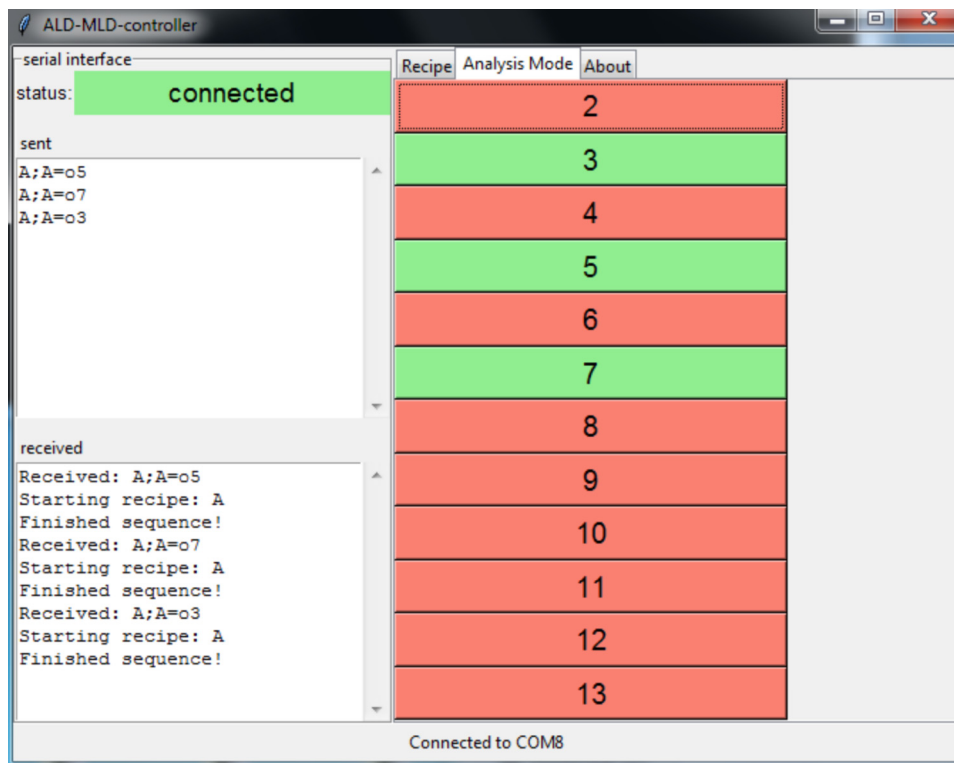 ALD-MLD-controller
serial interface
status: connected
sent
A;A=o5
A;A=o7
A;A=o3
received
Received: A;A=o5
Starting recipe: A
Finished sequence!
Received: A;A=o7
Starting recipe: A
Finished sequence!
Received: A;A=o3
Starting recipe: A
Finished sequence!
Recipe Analysis Mode About
2
3
4
5
6
7
8
9
10
11
12
13
Connected to COM8